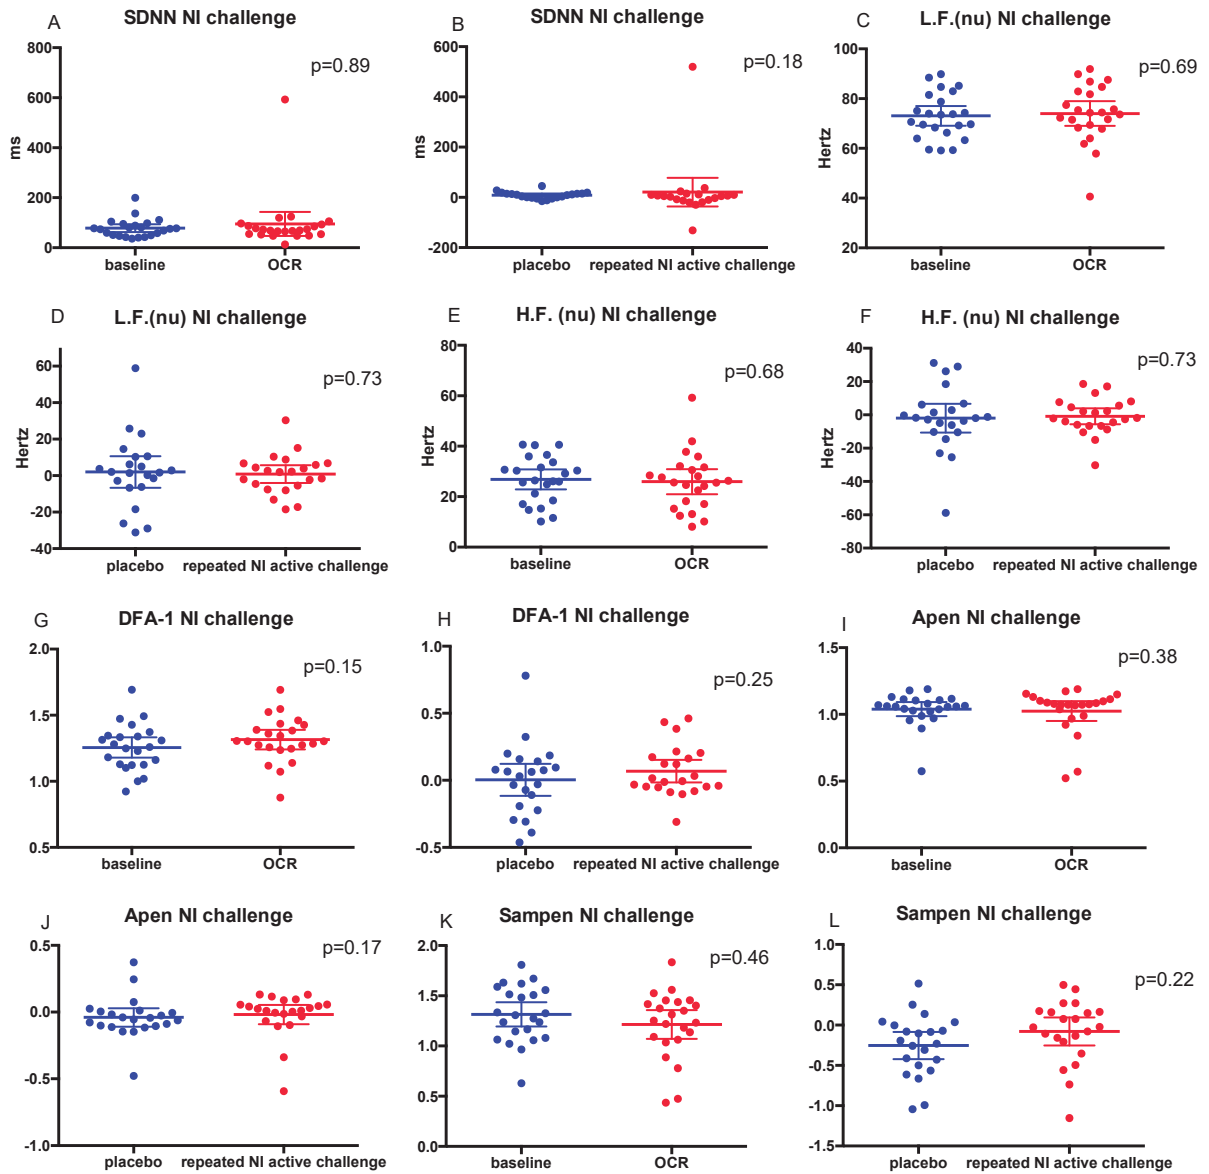 A
SDNN NI challenge
p=0.89
ms
800
600
400
200
0
baseline
OCR
B
SDNN NI challenge
p=0.18
ms
600
400
200
0
-200
placebo
repeated NI active challenge
C
L.F.(nu) NI challenge
p=0.69
Hertz
100
80
60
40
20
baseline
OCR
D
L.F.(nu) NI challenge
p=0.73
Hertz
60
40
20
0
-20
-40
placebo
repeated NI active challenge
E
H.F. (nu) NI challenge
p=0.68
Hertz
80
60
40
20
0
baseline
OCR
F
H.F. (nu) NI challenge
p=0.73
Hertz
40
20
0
-20
-40
-60
-80
placebo
repeated NI active challenge
G
DFA-1 NI challenge
p=0.15
2.0
1.5
1.0
0.5
baseline
OCR
H
DFA-1 NI challenge
p=0.25
1.0
0.5
0.0
-0.5
placebo
repeated NI active challenge
I
Apen NI challenge
p=0.38
1.5
1.0
0.5
0.0
baseline
OCR
J
Apen NI challenge
p=0.17
0.5
0.0
-0.5
-1.0
placebo
repeated NI active challenge
K
Sampen NI challenge
p=0.46
2.0
1.5
1.0
0.5
0.0
baseline
OCR
L
Sampen NI challenge
p=0.22
1.0
0.5
0.0
-0.5
-1.0
-1.5
placebo
repeated NI active challenge